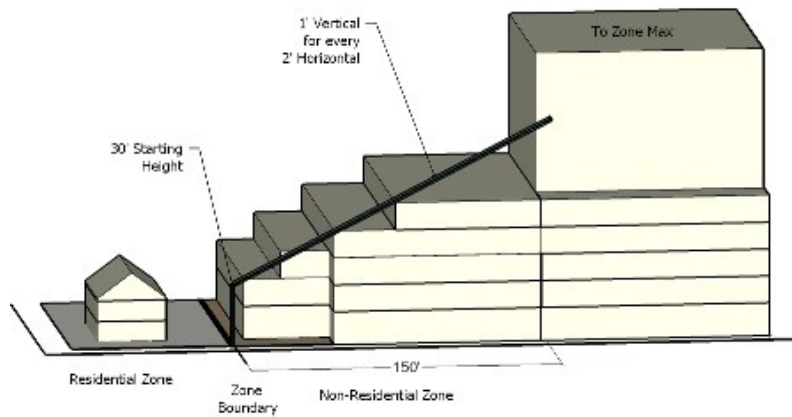 1' Vertical
for every
2' Horizontal
To Zone Max
30' Starting
Height
150'
Residential Zone
Zone
Boundary
Non-Residential Zone